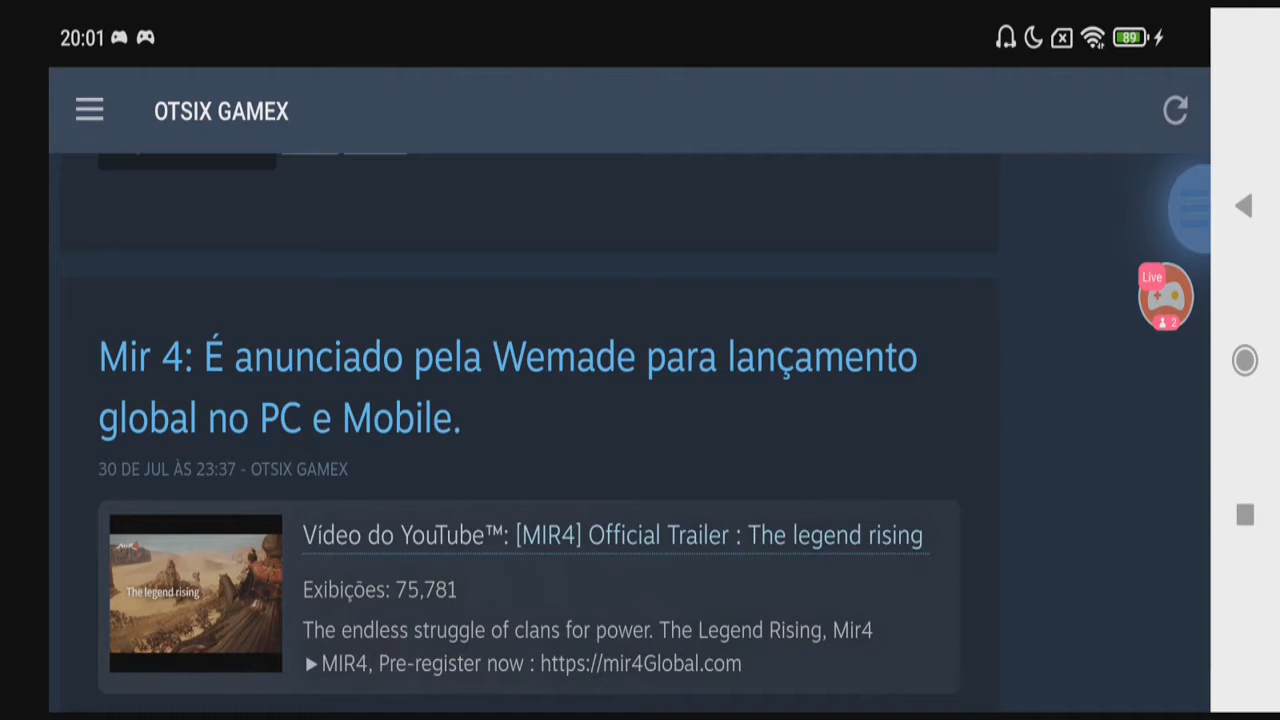 20:01
89
OTSIX GAMEX
Live
2
Mir 4: É anunciado pela Wemade para lançamento
global no PC e Mobile.
30 DE JUL ÀS 23:37 - OTSIX GAMEX
Vídeo do YouTube™: [MIR4] Official Trailer : The legend rising
The legend rising
Exibições: 75,781
The endless struggle of clans for power. The Legend Rising, Mir4
▶MIR4, Pre-register now : https://mir4Global.com